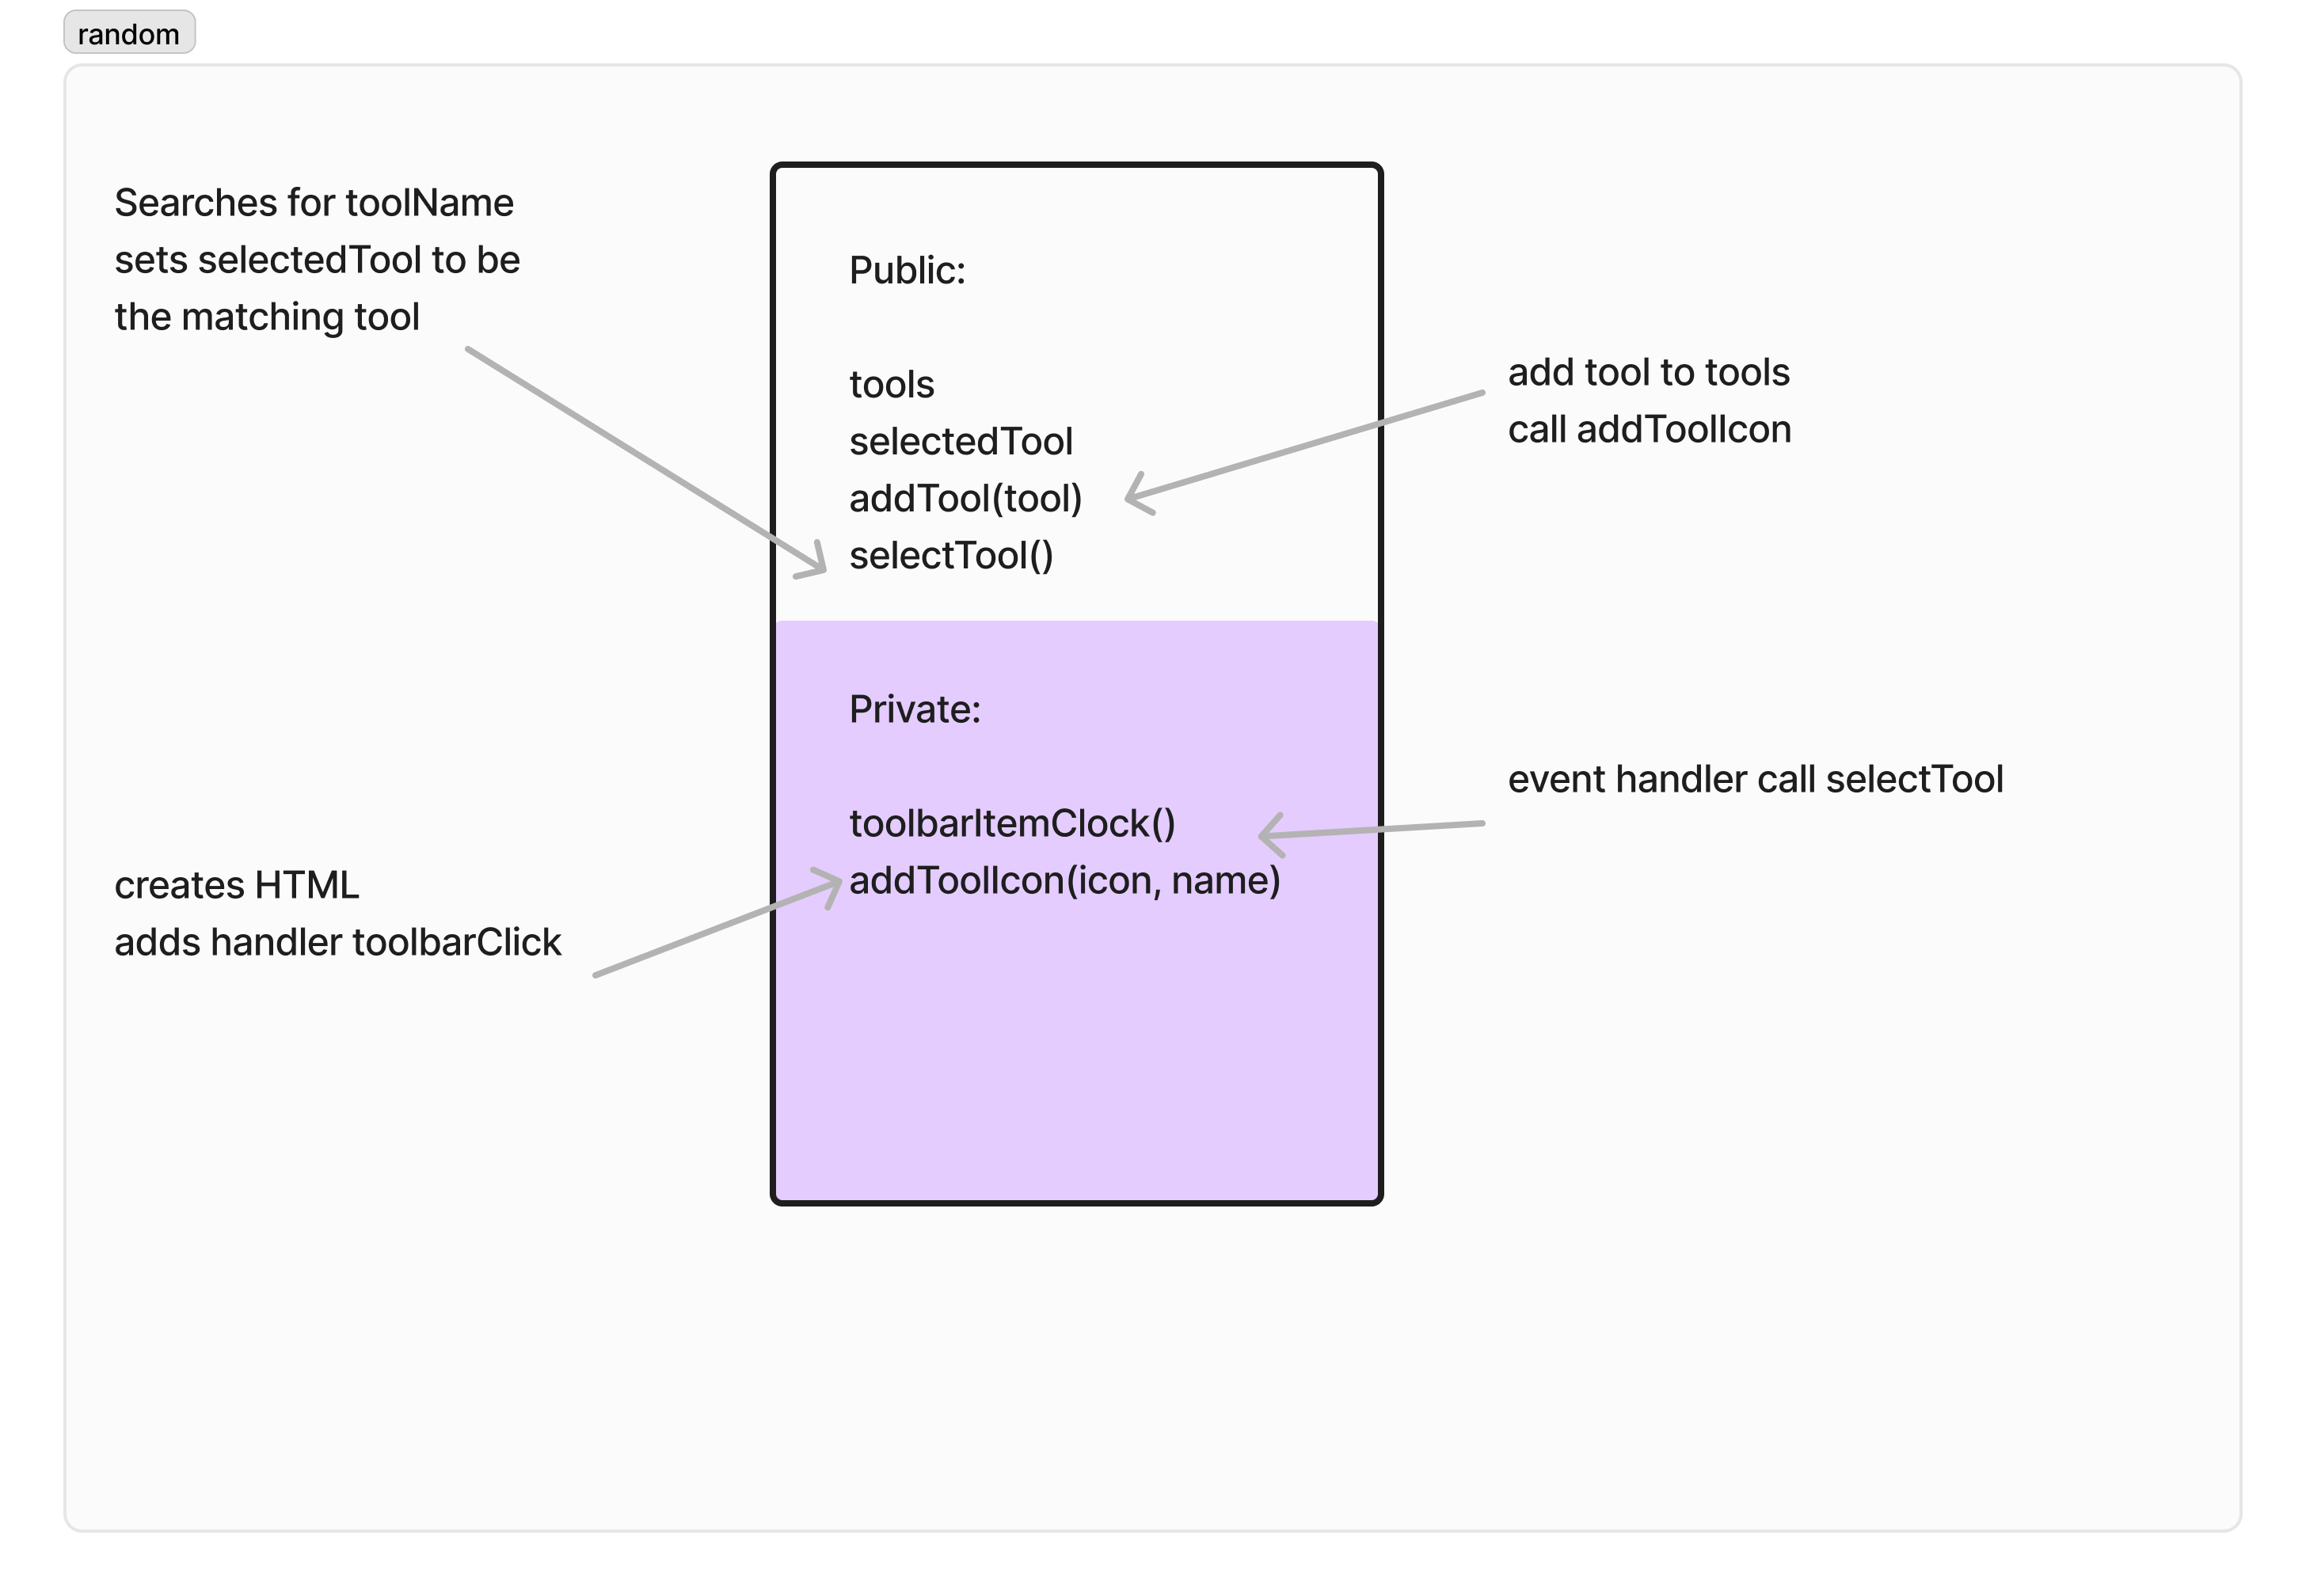 random
Searches for toolName
sets selectedTool to be
the matching tool
Public:
tools
selectedTool
addTool(tool)
selectTool()
add tool to tools
call addToolIcon
Private:
toolbarItemClock()
addToolIcon(icon, name)
event handler call selectTool
creates HTML
adds handler toolbarClick